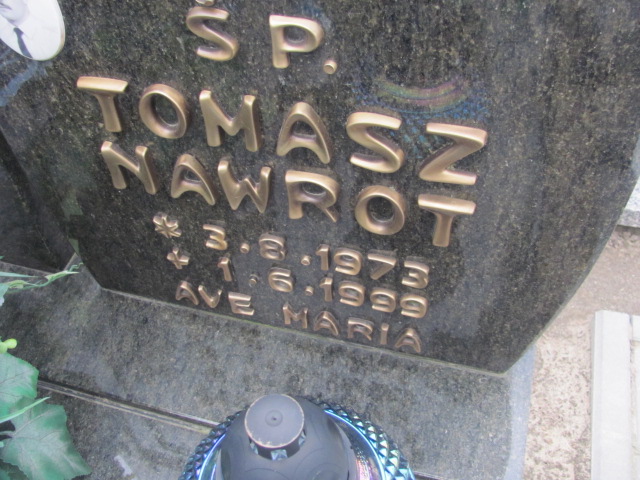 Ś P.
TOMASZ
NAWROT
* 3.8.1973
+ 1.6.1999
AVE MARIA